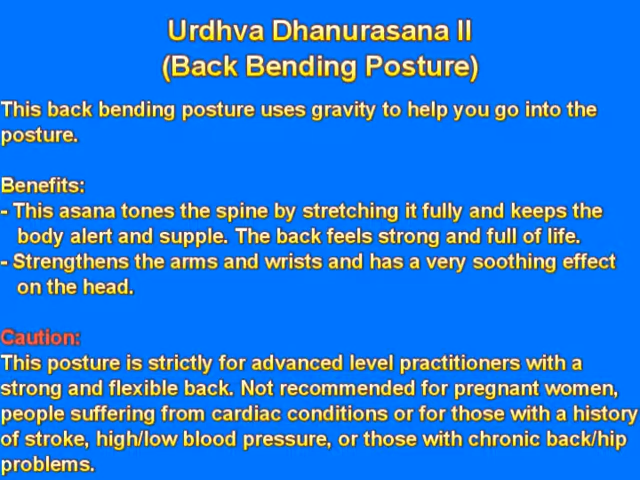 Urdhva Dhanurasana II
(Back Bending Posture)
This back bending posture uses gravity to help you go into the
posture.
Benefits:
- This asana tones the spine by stretching it fully and keeps the
body alert and supple. The back feels strong and full of life.
- Strengthens the arms and wrists and has a very soothing effect
on the head.
Caution:
This posture is strictly for advanced level practitioners with a
strong and flexible back. Not recommended for pregnant women,
people suffering from cardiac conditions or for those with a history
of stroke, high/low blood pressure, or those with chronic back/hip
problems.